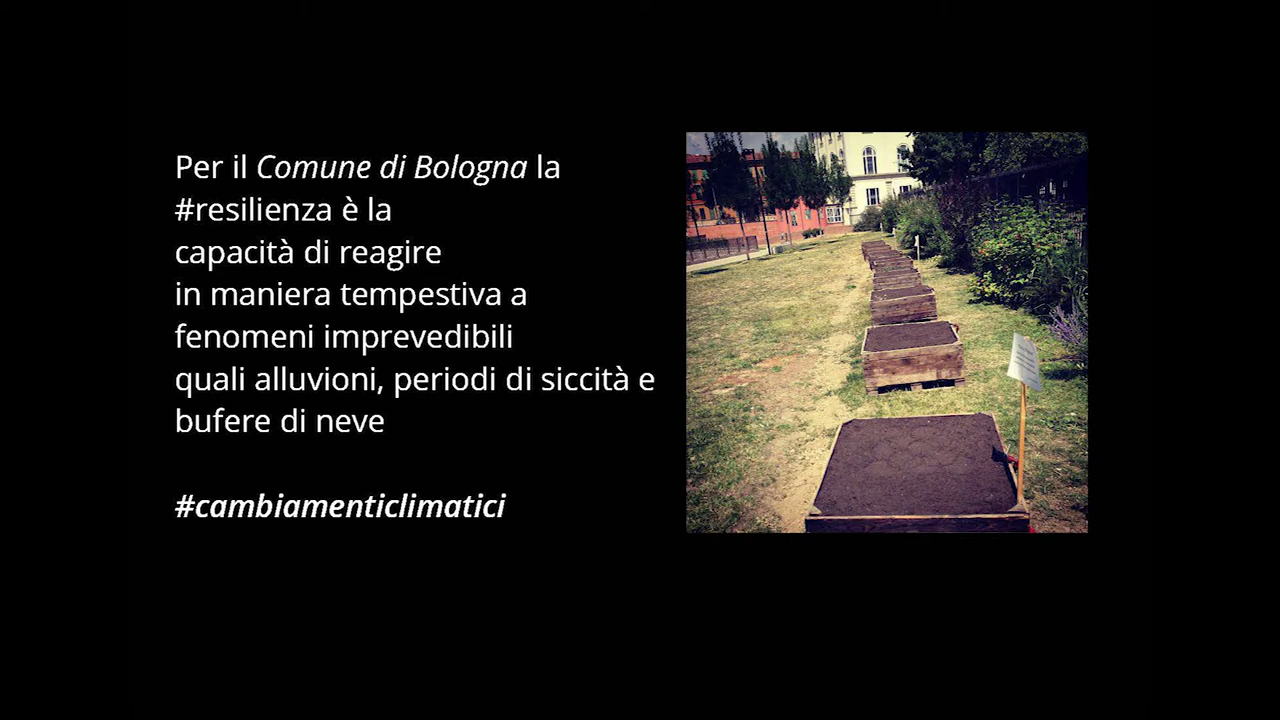 Per il Comune di Bologna la
#resilienza è la
capacità di reagire
in maniera tempestiva a
fenomeni imprevedibili
quali alluvioni, periodi di siccità e
bufere di neve
#cambiamenticlimatici